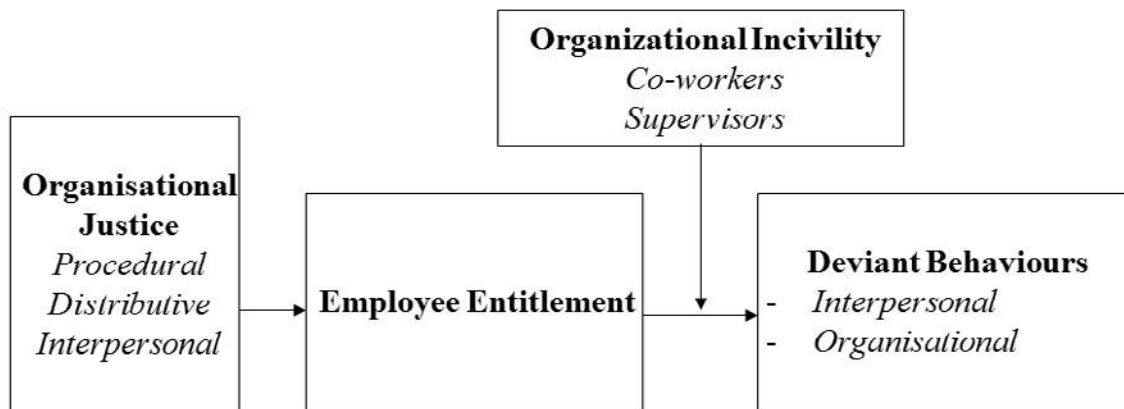 Organizational Incivility
Co-workers
Supervisors
Organisational
Justice
Procedural
Distributive
Interpersonal
Employee Entitlement
Deviant Behaviours
- Interpersonal
- Organisational